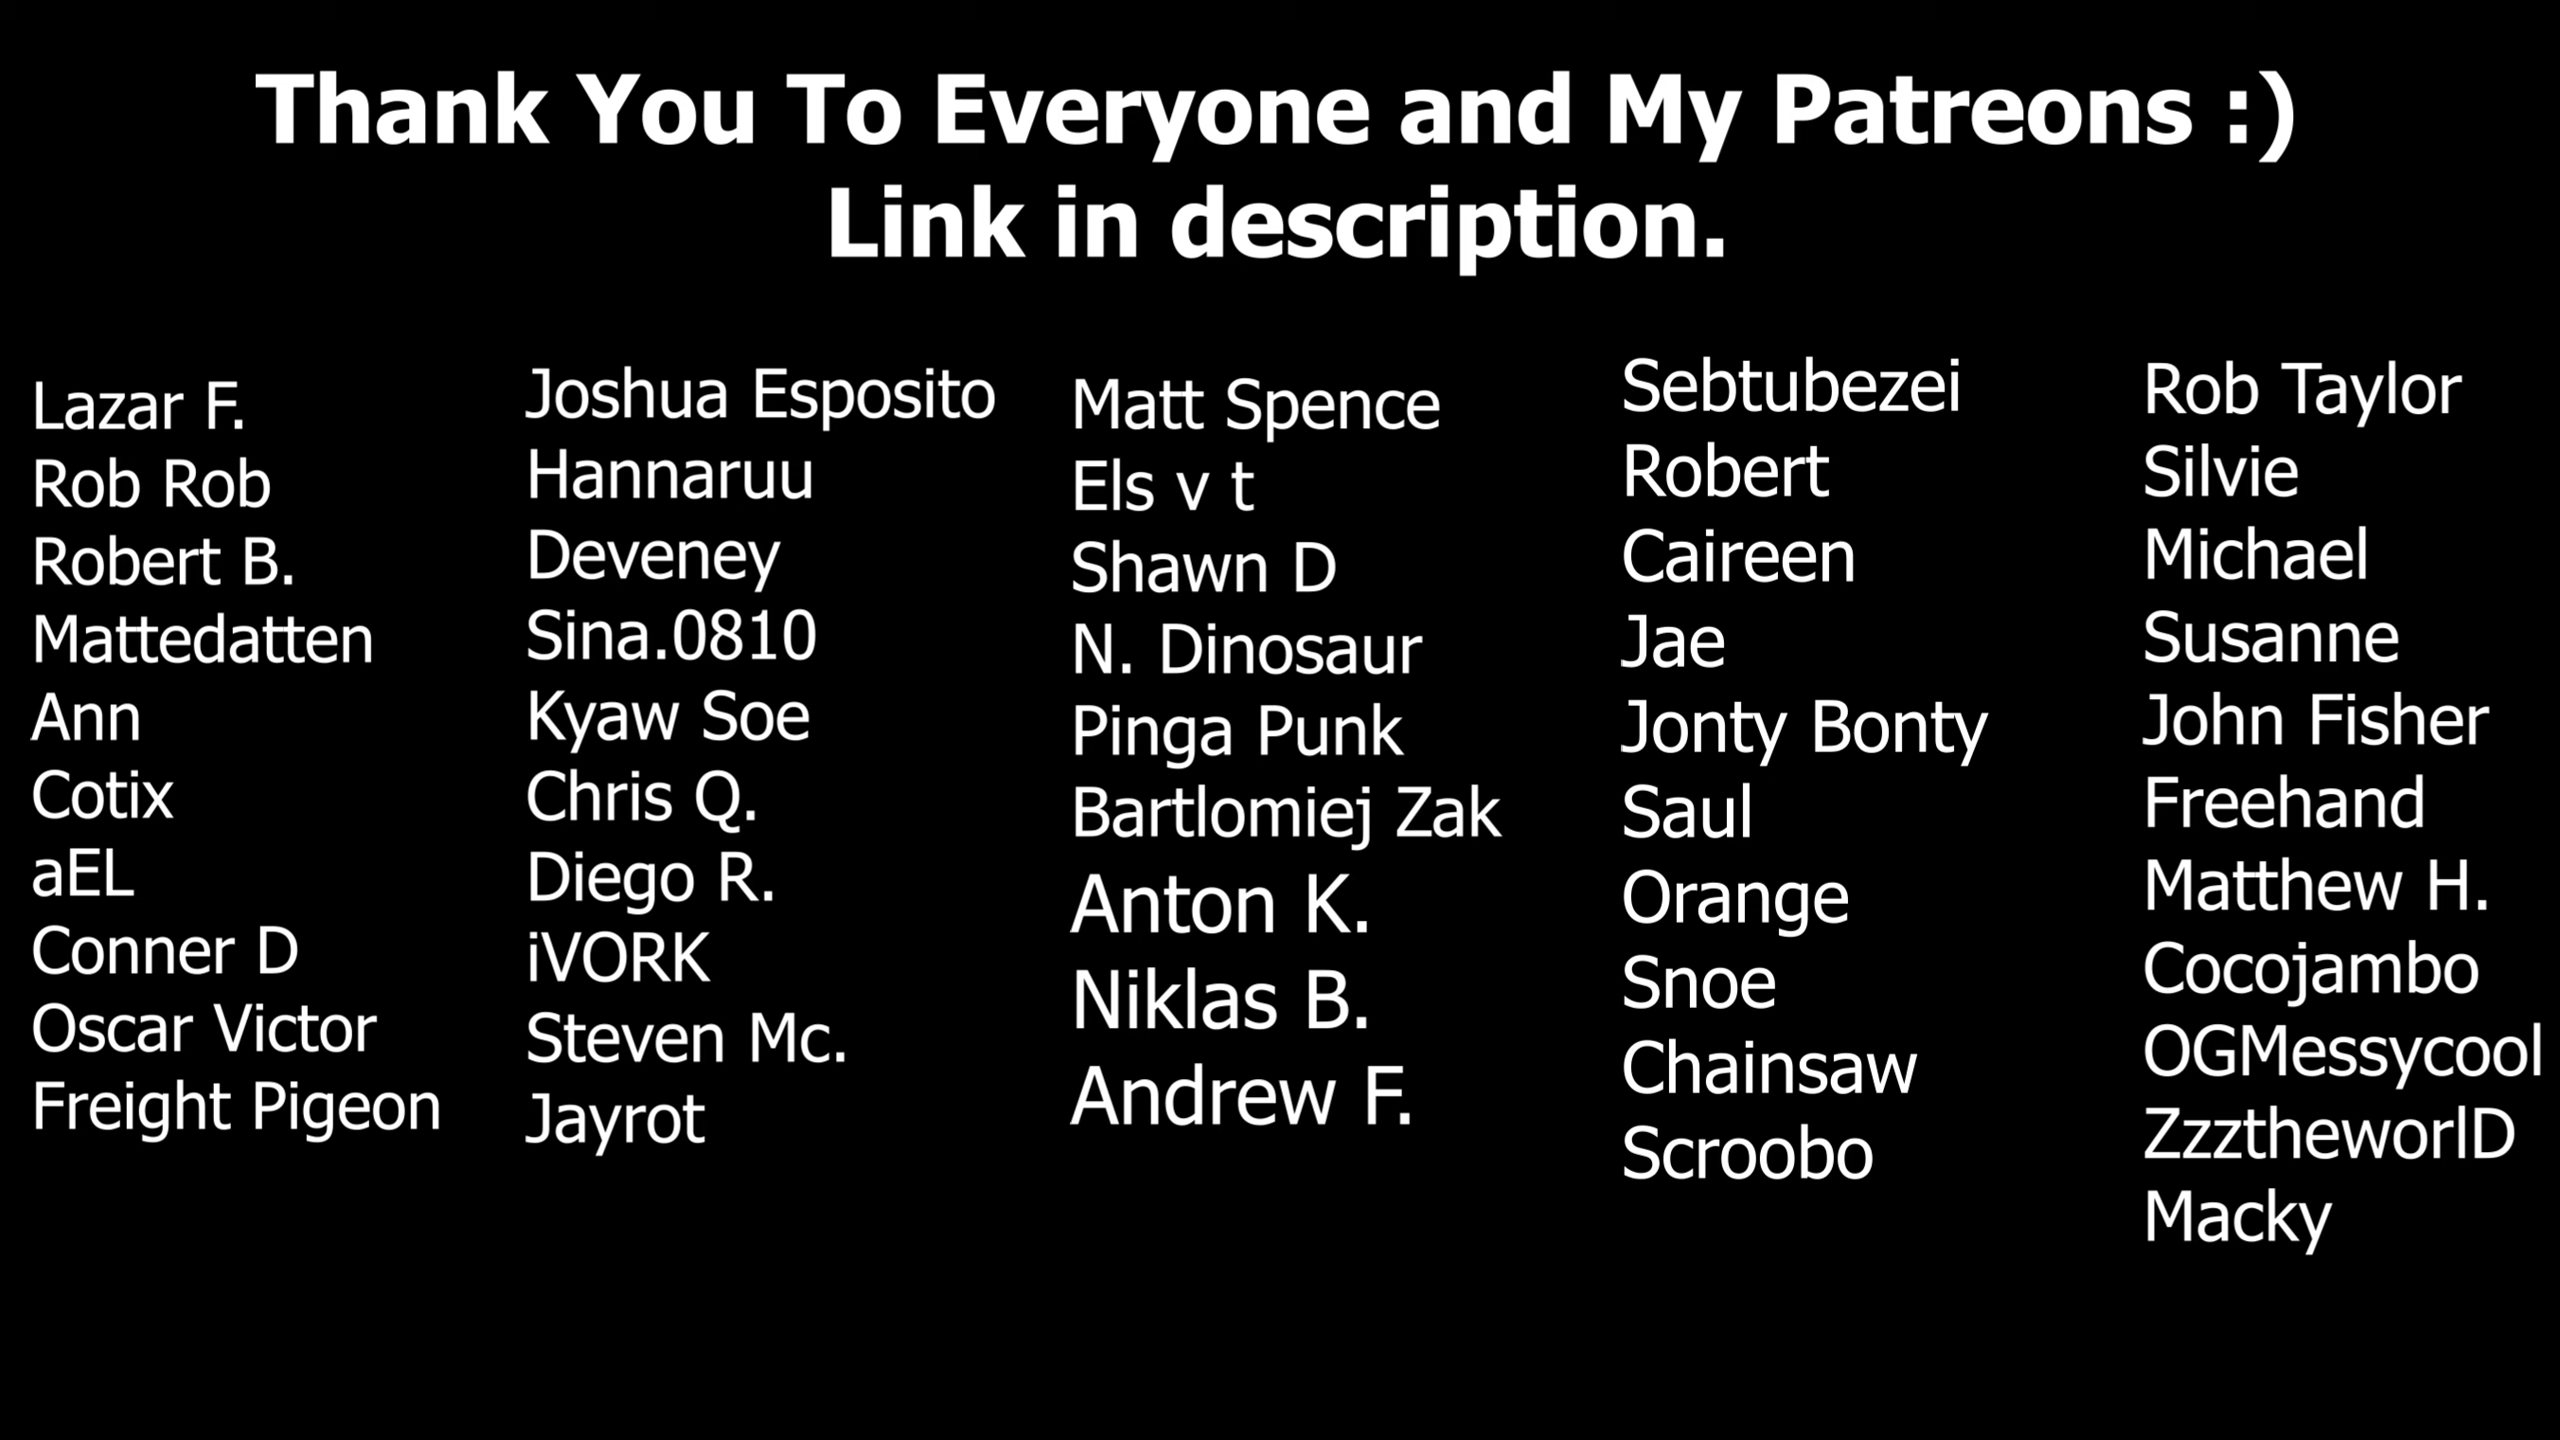 Thank You To Everyone and My Patreons :)
Link in description.
Lazar F.
Rob Rob
Robert B.
Mattedatten
Ann
Cotix
aEL
Conner D
Oscar Victor
Freight Pigeon
Joshua Esposito
Hannaruu
Deveney
Sina.0810
Kyaw Soe
Chris Q.
Diego R.
iVORK
Steven Mc.
Jayrot
Matt Spence
Els v t
Shawn D
N. Dinosaur
Pinga Punk
Bartlomiej Zak
Anton K.
Niklas B.
Andrew F.
Sebtubezei
Robert
Caireen
Jae
Jonty Bonty
Saul
Orange
Snoe
Chainsaw
Scroobo
Rob Taylor
Silvie
Michael
Susanne
John Fisher
Freehand
Matthew H.
Cocojambo
OGMessycool
ZzztheworlD
Macky